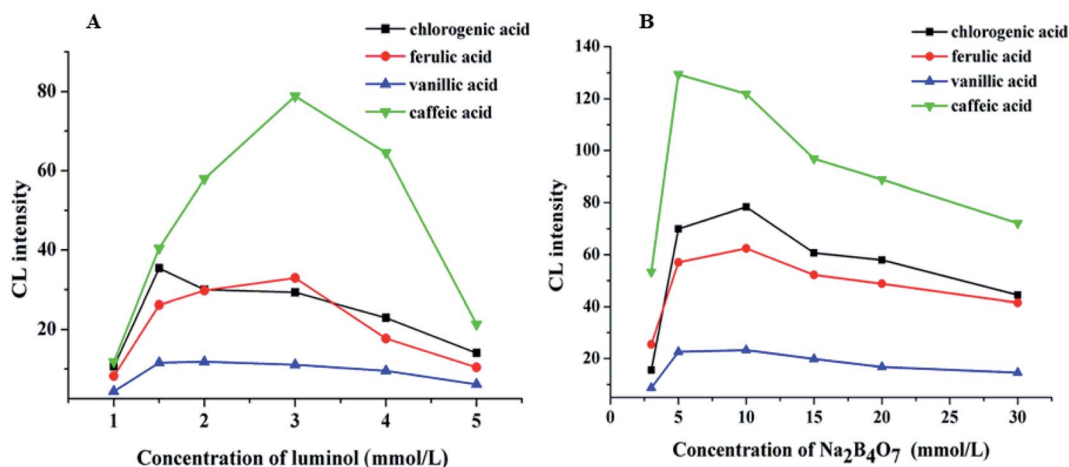 A
chlorogenic acid
ferulic acid
vanillic acid
caffeic acid
80
60
40
20
1 2 3 4 5
CL intensity
Concentration of luminol (mmol/L)
B
chlorogenic acid
ferulic acid
vanillic acid
caffeic acid
140
120
100
80
60
40
20
0 5 10 15 20 25 30
CL intensity
Concentration of Na₂B₄O₇ (mmol/L)